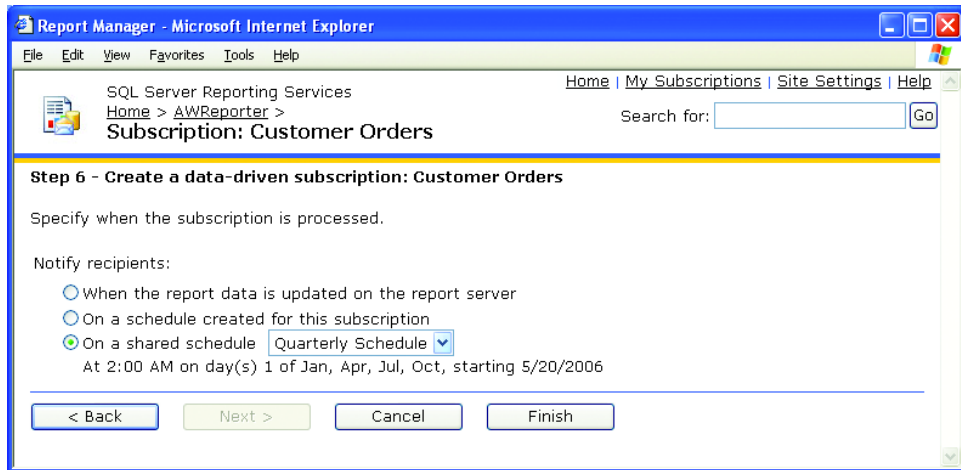 Report Manager - Microsoft Internet Explorer
File Edit View Favorites Tools Help
Home | My Subscriptions | Site Settings | Help
SQL Server Reporting Services
Home > AWReporter >
Subscription: Customer Orders
Search for: Go
Step 6 - Create a data-driven subscription: Customer Orders
Specify when the subscription is processed.
Notify recipients:
When the report data is updated on the report server
On a schedule created for this subscription
On a shared schedule Quarterly Schedule
At 2:00 AM on day(s) 1 of Jan, Apr, Jul, Oct, starting 5/20/2006
< Back Next > Cancel Finish